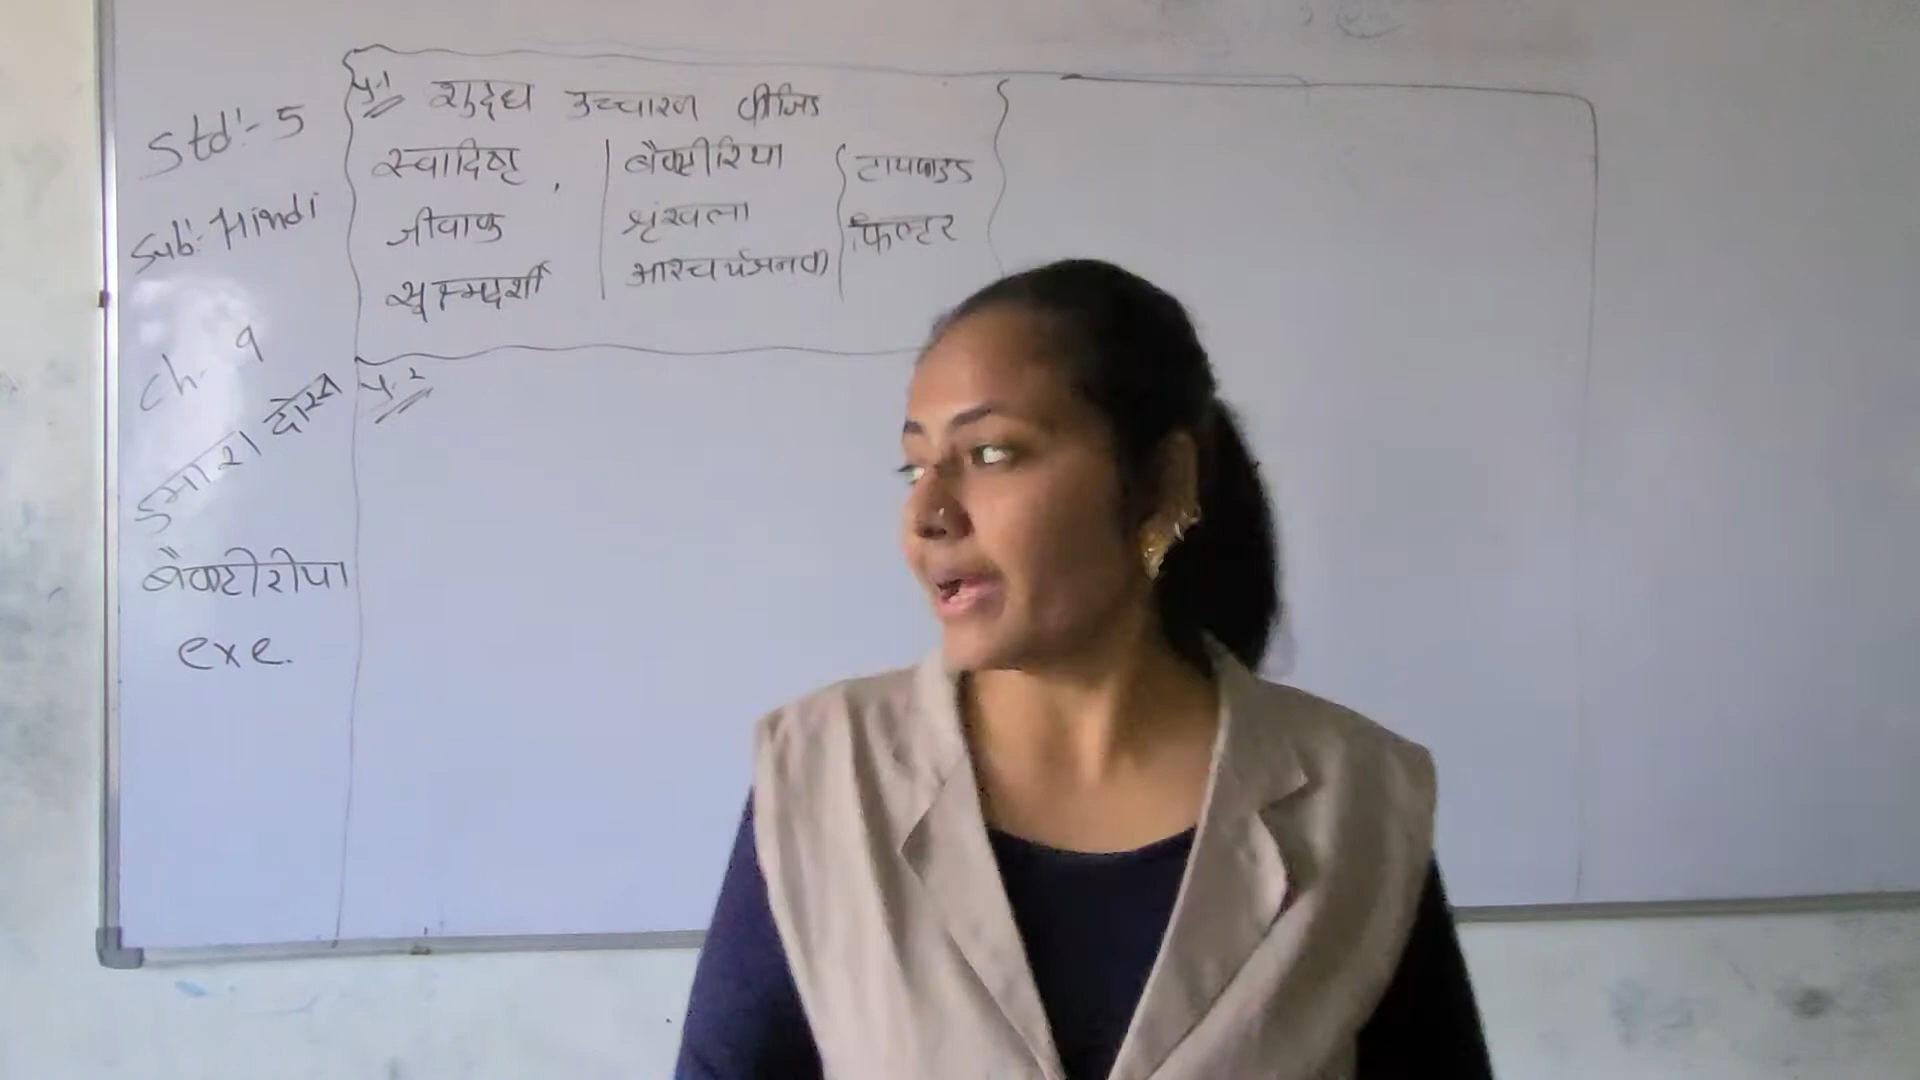 Std:- 5
Sub:- Hindi
ch. 9
हमारा दोस्त
बैक्टीरीया
exe.
प्र.1 शुद्ध उच्चारण कीजिए
स्वादिष्ट , बैक्टीरिया टायफाइड
जीवाणु श्रृंखला फिल्टर
सूक्ष्मदर्शी आश्चर्यजनक
प्र.2